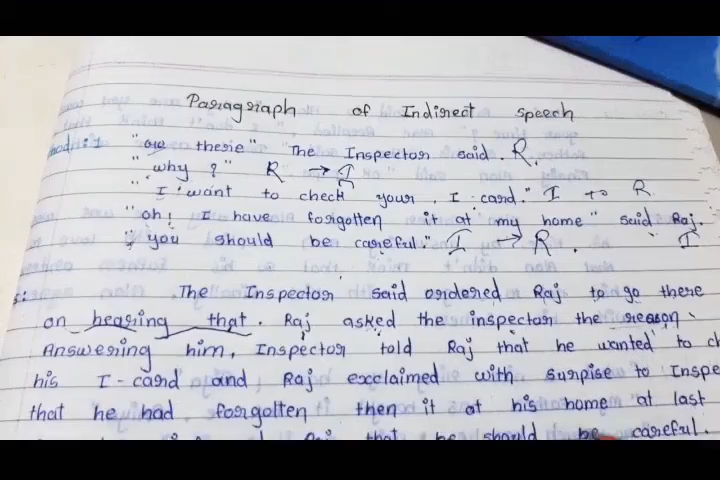 Paragraph of Indirect speech
"Go there" The Inspector said. R.
"why ?" R → I
"I want to check your I-card." I to R
"oh! I have forgotten it at my home" said Raj.
"you should be careful." I → R. I
The Inspector said ordered Raj to go there
on hearing that. Raj asked the inspector the reason
Answering him, Inspector told Raj that he wanted to
his I-card and Raj exclaimed with surprise to
that he had forgotten then it at his home at last
that he should be careful.